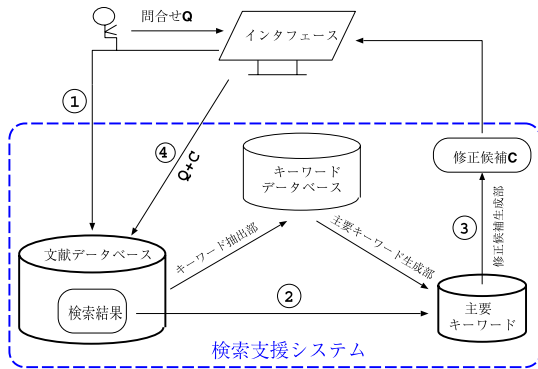 問合せQ
インタフェース
①
④
Q+C
キーワード
データベース
修正候補C
③
修正候補生成部
文献データベース
キーワード抽出部
主要キーワード生成部
検索結果
②
主要
キーワード
検索支援システム